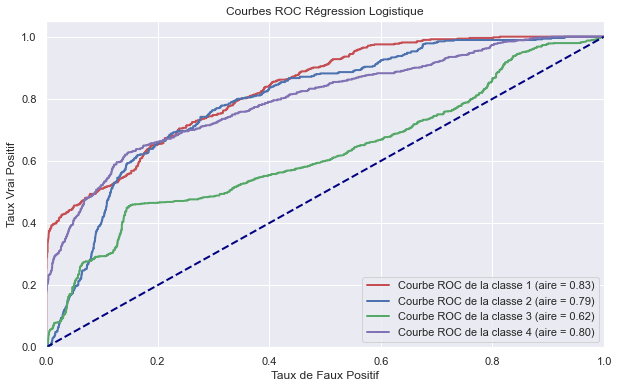 Courbes ROC Régression Logistique
Taux Vrai Positif
1.0
0.8
0.6
0.4
0.2
0.0
0.0 0.2 0.4 0.6 0.8 1.0
Taux de Faux Positif
Courbe ROC de la classe 1 (aire = 0.83)
Courbe ROC de la classe 2 (aire = 0.79)
Courbe ROC de la classe 3 (aire = 0.62)
Courbe ROC de la classe 4 (aire = 0.80)